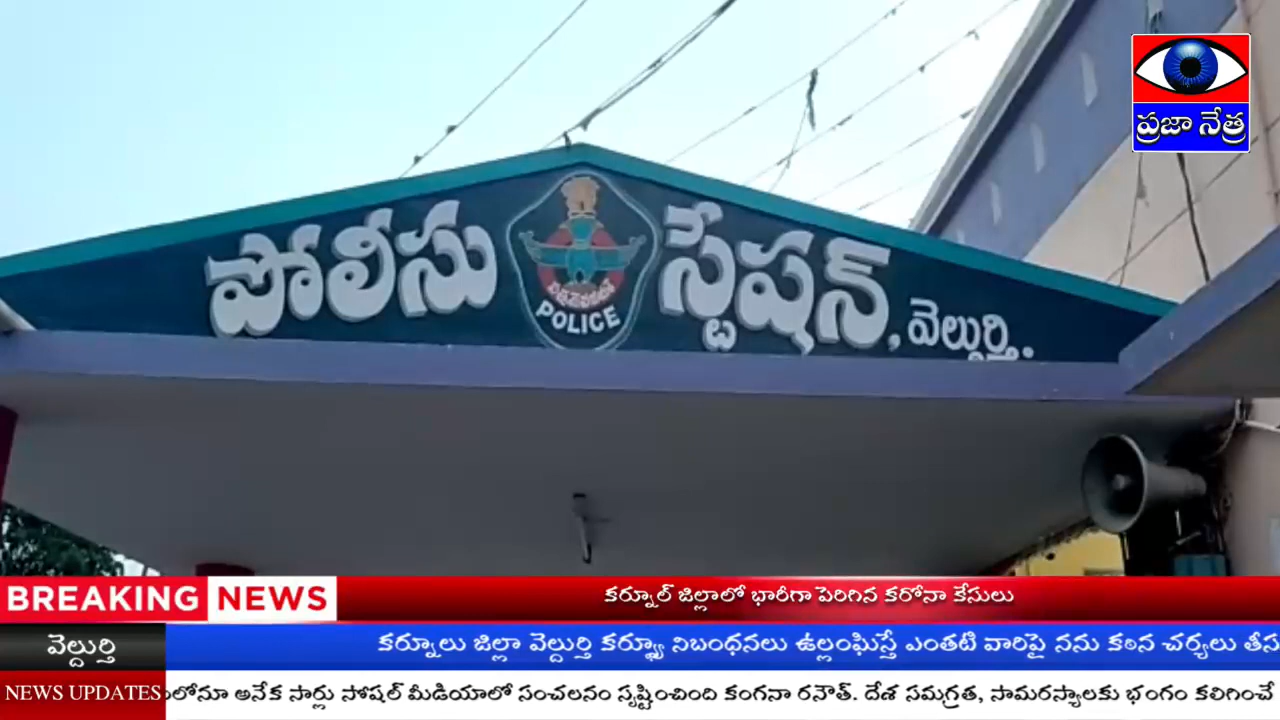 ప్రజా నేత్ర
పోలీసు స్టేషన్, వెల్దుర్తి.
POLICE
BREAKING NEWS
కర్నూల్ జిల్లాలో భారీగా పెరిగిన కరోనా కేసులు
వెల్దుర్తి
కర్నూలు జిల్లా వెల్దుర్తి కర్ఫ్యూ నిబంధనలు ఉల్లంఘిస్తే ఎంతటి వారిపై నను కఠిన చర్యలు
NEWS UPDATES
అనేక సార్లు సోషల్ మీడియాలో సంచలనం సృష్టించింది కంగనా రనౌత్. దేశ సమగ్రత, సామరస్యాలకు భంగం కలిగించే